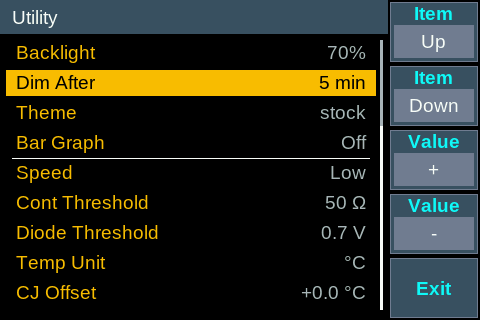 Utility
Backlight 70%
Dim After 5 min
Theme stock
Bar Graph Off
Speed Low
Cont Threshold 50 Ω
Diode Threshold 0.7 V
Temp Unit °C
CJ Offset +0.0 °C
Item
Up
Item
Down
Value
+
Value
-
Exit